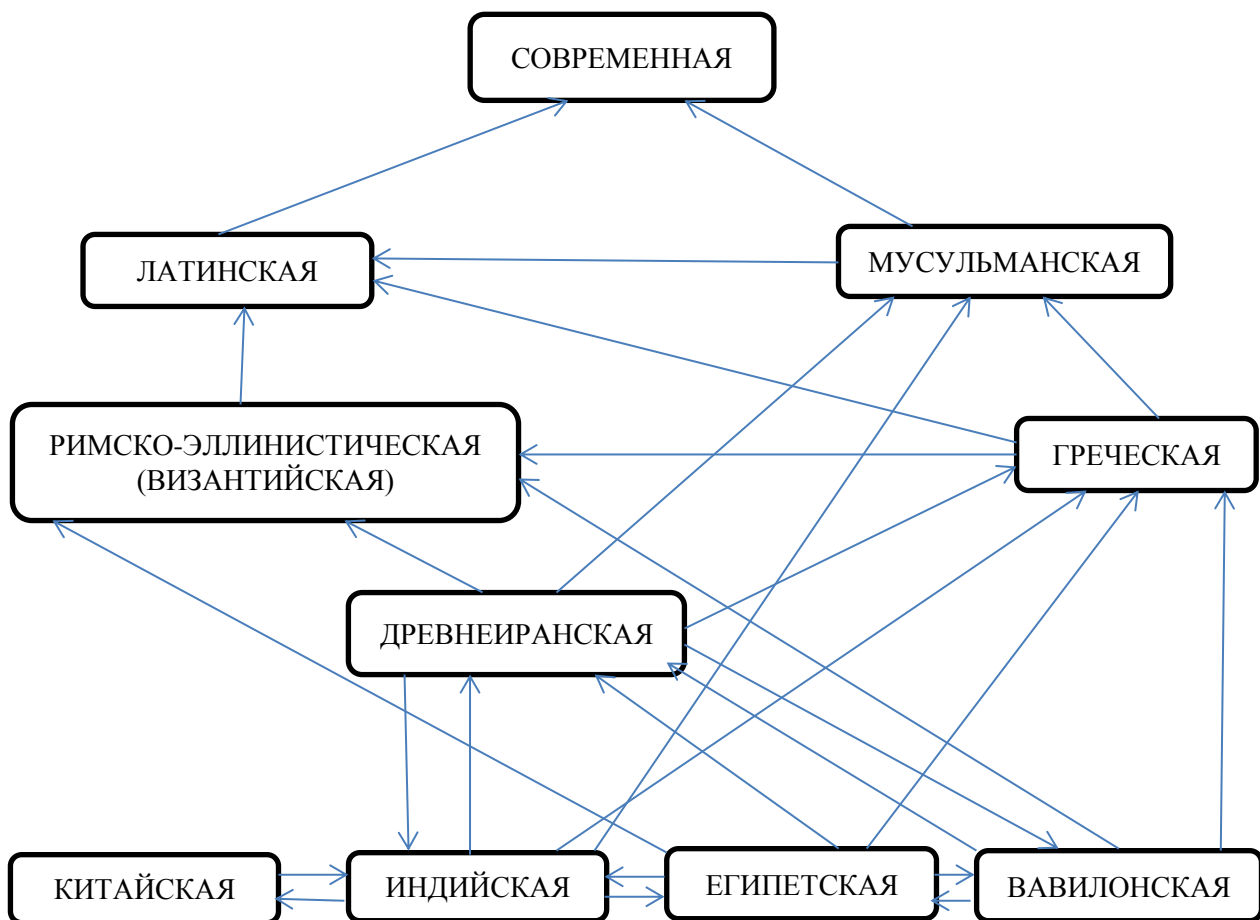 СОВРЕМЕННАЯ
ЛАТИНСКАЯ
МУСУЛЬМАНСКАЯ
РИМСКО-ЭЛЛИНИСТИЧЕСКАЯ
(ВИЗАНТИЙСКАЯ)
ГРЕЧЕСКАЯ
ДРЕВНЕИРАНСКАЯ
КИТАЙСКАЯ
ИНДИЙСКАЯ
ЕГИПЕТСКАЯ
ВАВИЛОНСКАЯ